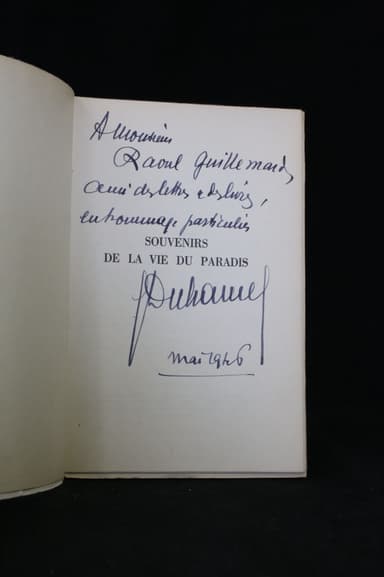 A Monsieur
Raoul Guillemard,
ami des lettres et des livres,
en hommage particulier
SOUVENIRS
DE LA VIE DU PARADIS
GDuhamel
mai 1946